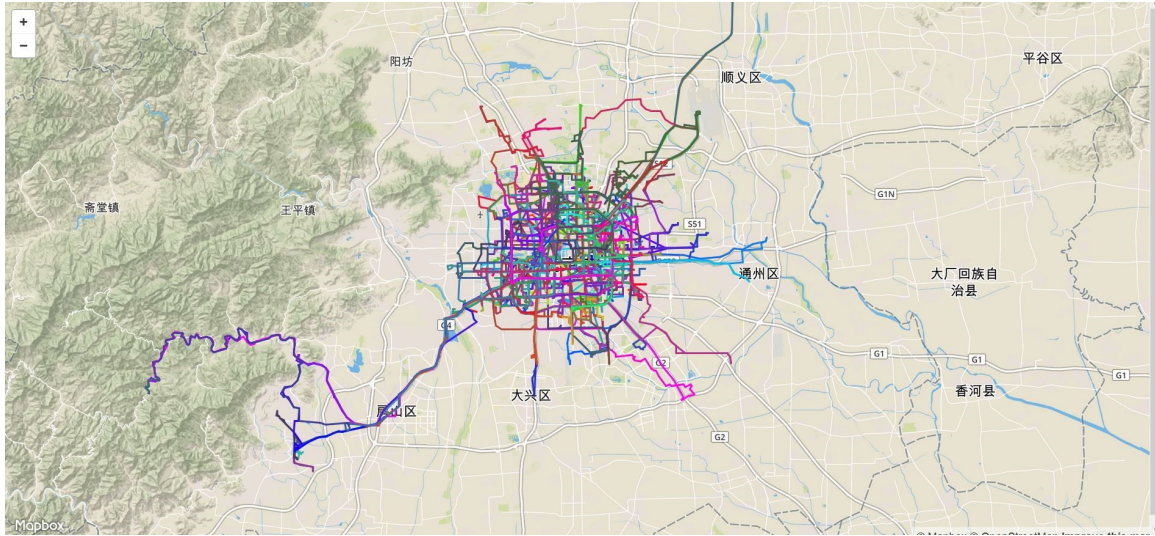 +
−
阳坊
顺义区
平谷区
斋堂镇
王平镇
G1N
S51
通州区
大厂回族自
治县
G4
G1
G1
G2
G1
大兴区
香河县
房山区
G2
Mapbox
© Mapbox © OpenStreetMap Improve this map